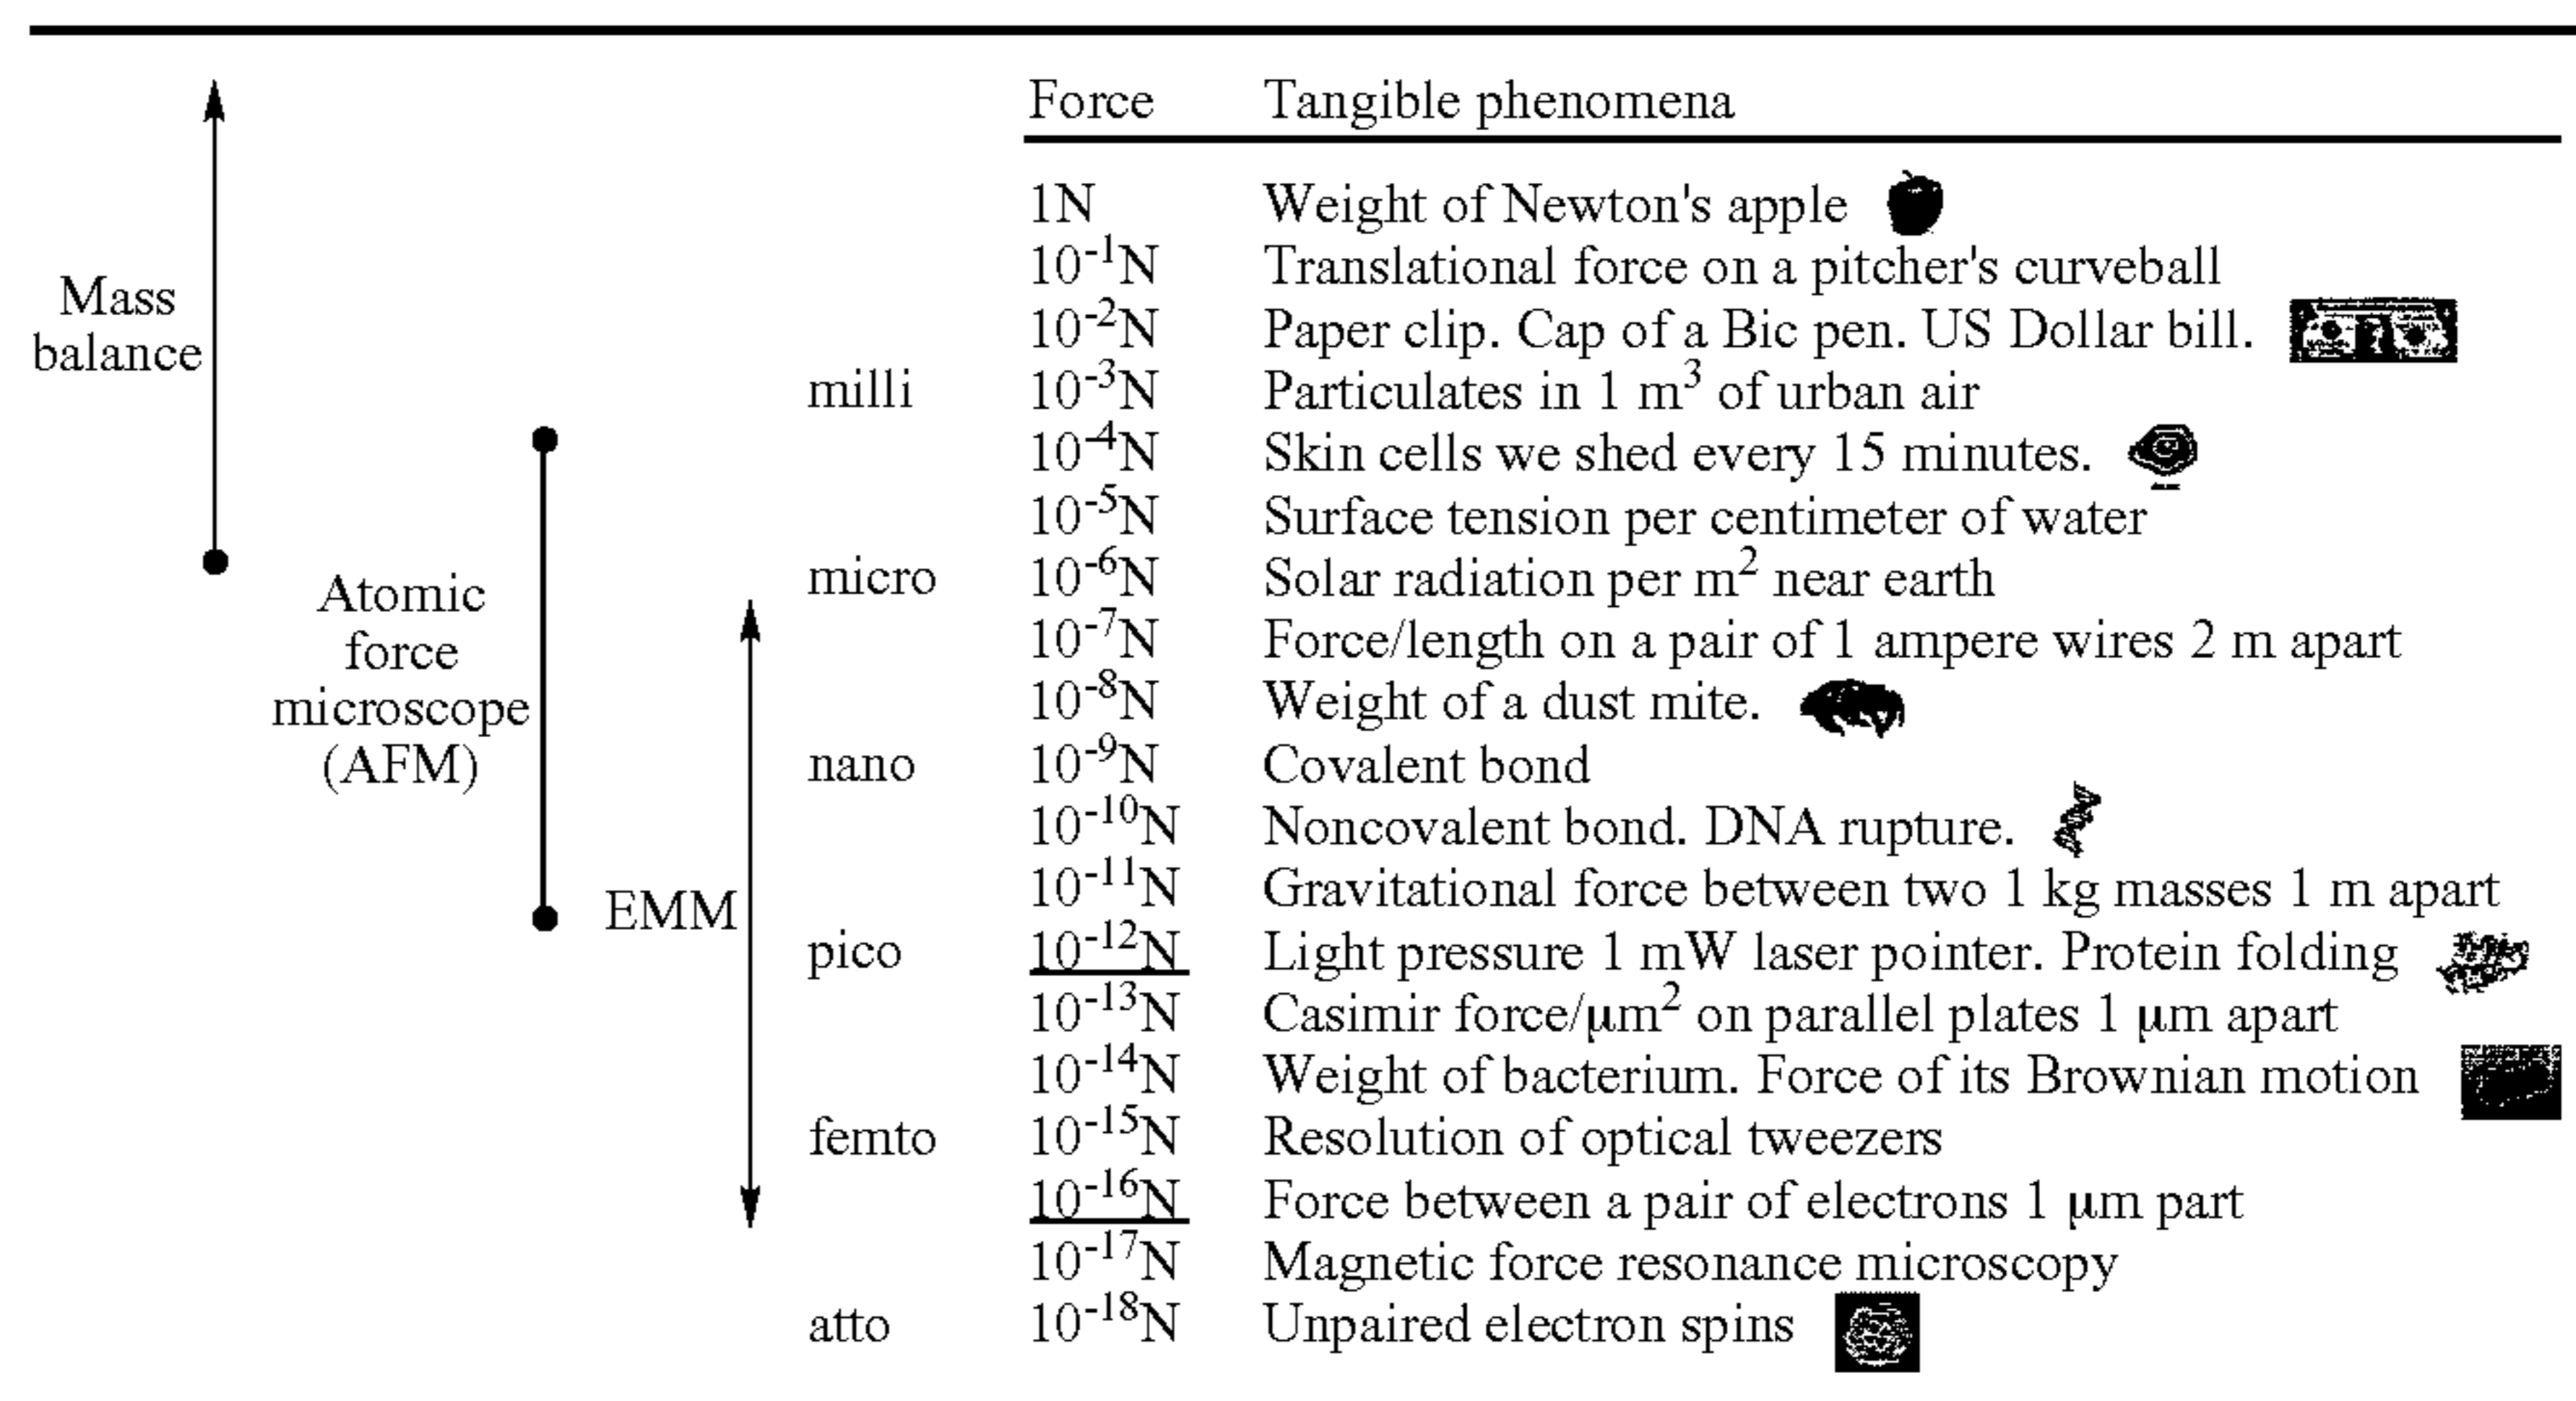 Force Tangible phenomena
1N Weight of Newton's apple
10⁻¹N Translational force on a pitcher's curveball
10⁻²N Paper clip. Cap of a Bic pen. US Dollar bill.
milli 10⁻³N Particulates in 1 m³ of urban air
10⁻⁴N Skin cells we shed every 15 minutes.
10⁻⁵N Surface tension per centimeter of water
micro 10⁻⁶N Solar radiation per m² near earth
10⁻⁷N Force/length on a pair of 1 ampere wires 2 m apart
10⁻⁸N Weight of a dust mite.
nano 10⁻⁹N Covalent bond
10⁻¹⁰N Noncovalent bond. DNA rupture.
10⁻¹¹N Gravitational force between two 1 kg masses 1 m apart
pico 10⁻¹²N Light pressure 1 mW laser pointer. Protein folding
10⁻¹³N Casimir force/μm² on parallel plates 1 μm apart
10⁻¹⁴N Weight of bacterium. Force of its Brownian motion
femto 10⁻¹⁵N Resolution of optical tweezers
10⁻¹⁶N Force between a pair of electrons 1 μm part
10⁻¹⁷N Magnetic force resonance microscopy
atto 10⁻¹⁸N Unpaired electron spins
Mass
balance
Atomic
force
microscope
(AFM)
EMM